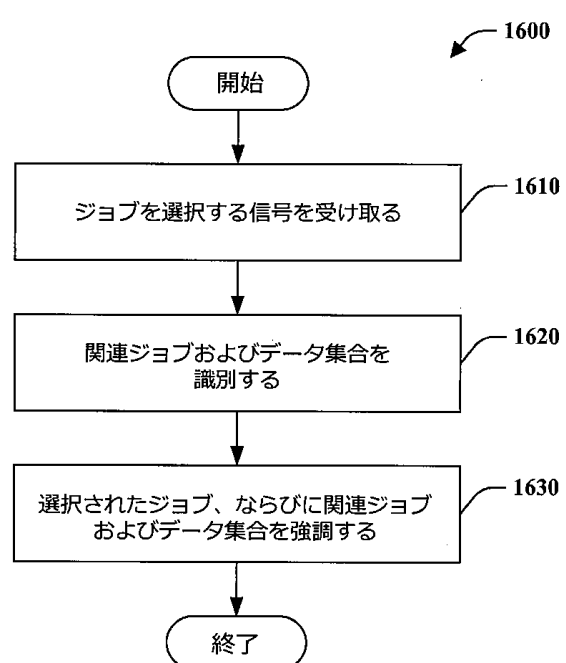 1600
開始
ジョブを選択する信号を受け取る
1610
関連ジョブおよびデータ集合を
識別する
1620
選択されたジョブ、ならびに関連ジョブ
およびデータ集合を強調する
1630
終了